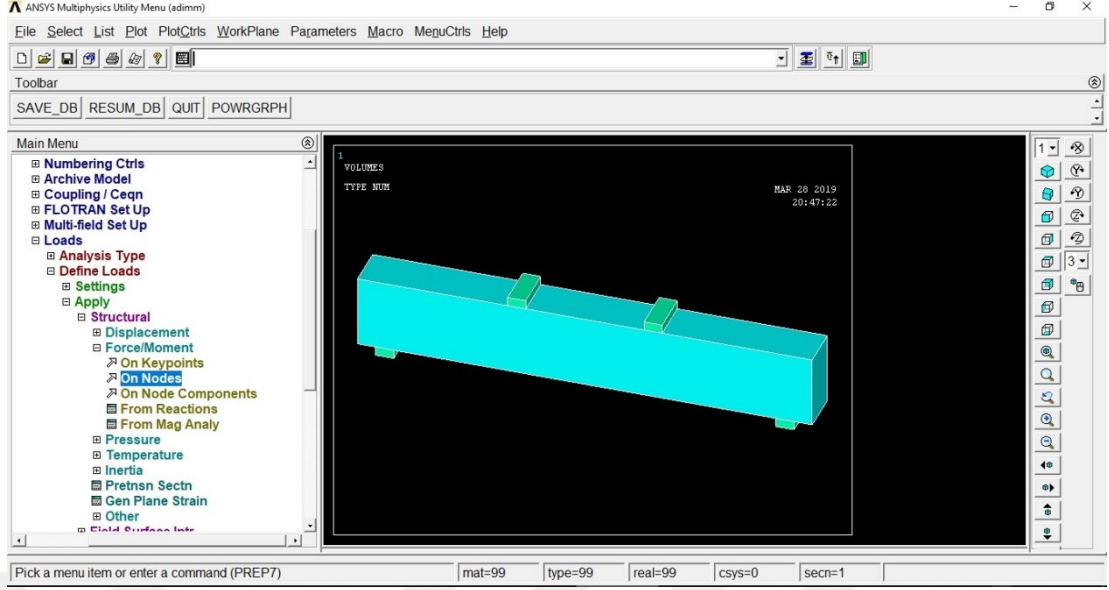 ANSYS Multiphysics Utility Menu (adimm)
File Select List Plot PlotCtrls WorkPlane Parameters Macro MenuCtrls Help
Toolbar
SAVE_DB RESUM_DB QUIT POWRGRPH
Main Menu
Numbering Ctrls
Archive Model
Coupling / Ceqn
FLOTRAN Set Up
Multi-field Set Up
Loads
Analysis Type
Define Loads
Settings
Apply
Structural
Displacement
Force/Moment
On Keypoints
On Nodes
On Node Components
From Reactions
From Mag Analy
Pressure
Temperature
Inertia
Pretnsn Sectn
Gen Plane Strain
Other
Field Surface Intr
1
VOLUMES
TYPE NUM
MAR 28 2019
20:47:22
1
3
Pick a menu item or enter a command (PREP7) mat=99 type=99 real=99 csys=0 secn=1